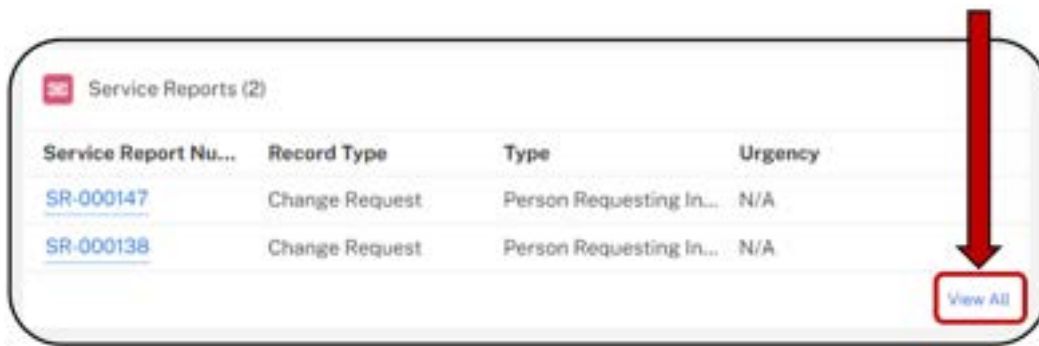 Service Reports (2)
Service Report Nu... Record Type Type Urgency
SR-000147 Change Request Person Requesting In... N/A
SR-000138 Change Request Person Requesting In... N/A
View All